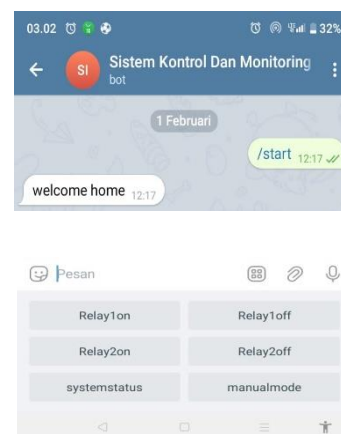 03.02 32%
SI Sistem Kontrol Dan Monitoring
bot
1 Februari
/start 12:17
welcome home 12:17
Pesan
Relay1on Relay1off
Relay2on Relay2off
systemstatus manualmode